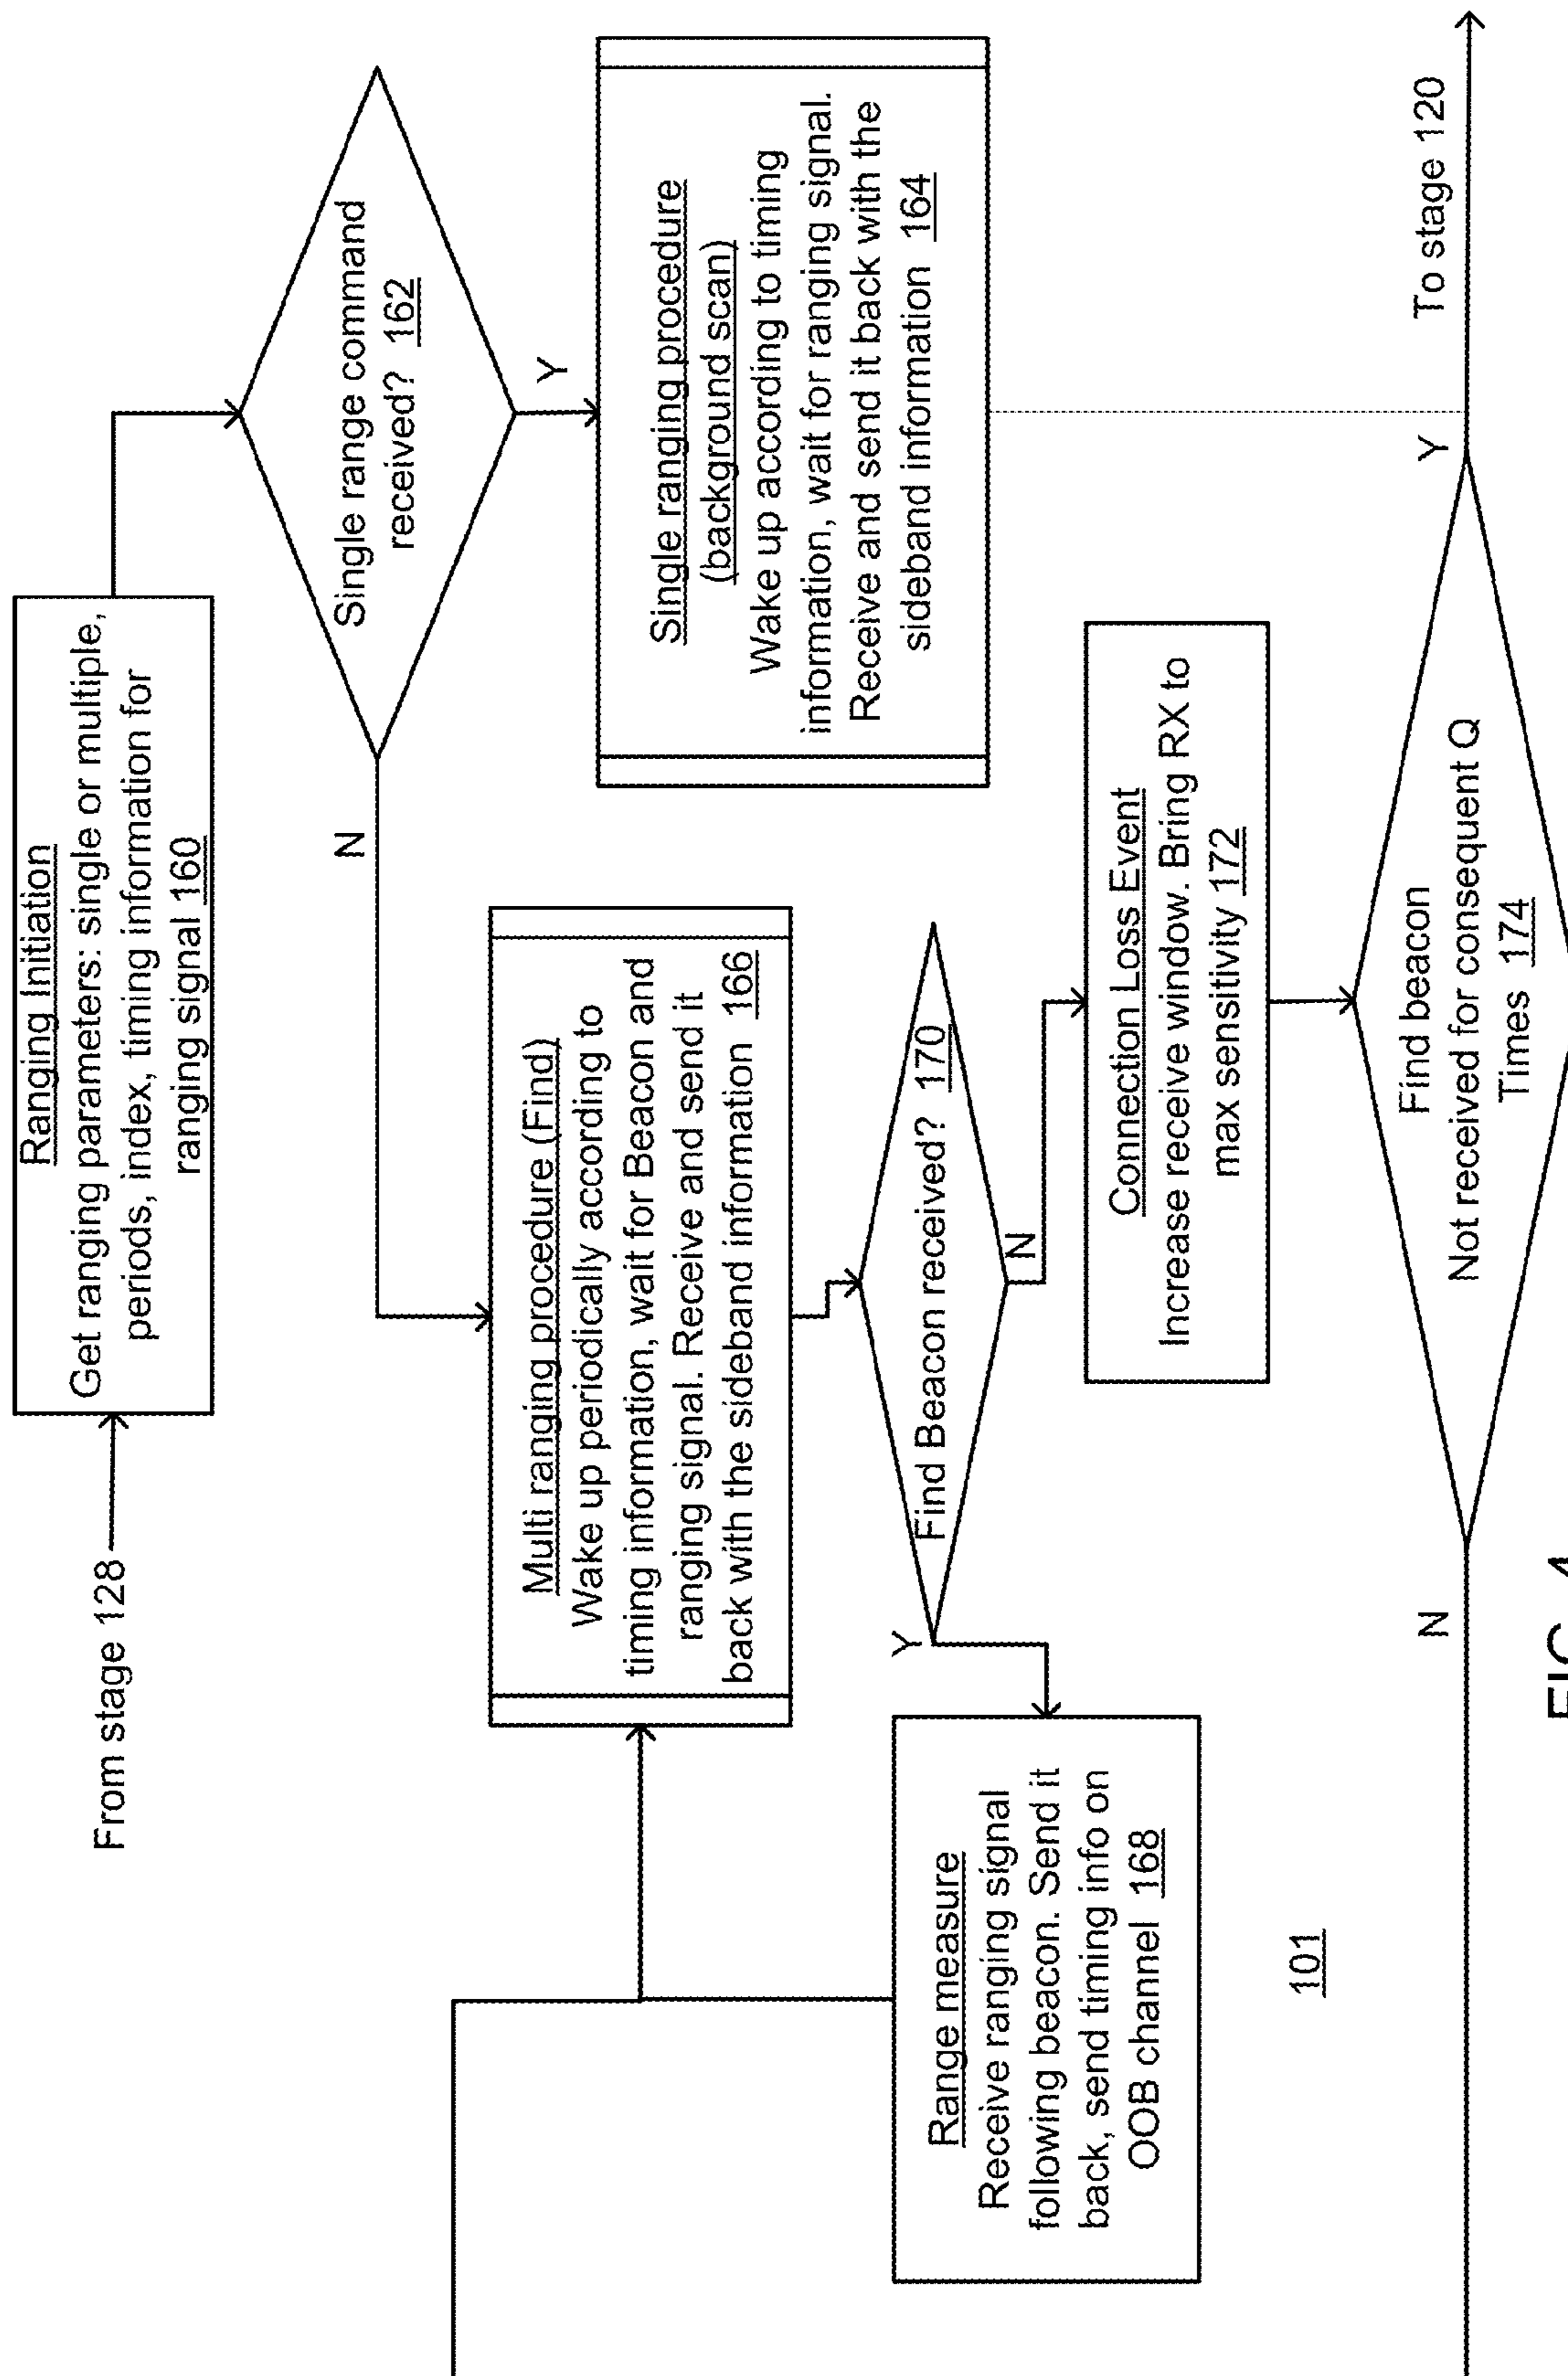 From stage 128
Ranging Initiation
Get ranging parameters: single or multiple,
periods, index, timing information for
ranging signal 160
Single range command
received? 162
N
Y
Single ranging procedure
(background scan)
Wake up according to timing
information, wait for ranging signal.
Receive and send it back with the
sideband information 164
Multi ranging procedure (Find)
Wake up periodically according to
timing information, wait for Beacon and
ranging signal. Receive and send it
back with the sideband information 166
Find Beacon received? 170
Y
N
Range measure
Receive ranging signal
following beacon. Send it
back, send timing info on
OOB channel 168
Connection Loss Event
Increase receive window. Bring RX to
max sensitivity 172
Find beacon
Not received for consequent Q
Times 174
N
Y
To stage 120
101